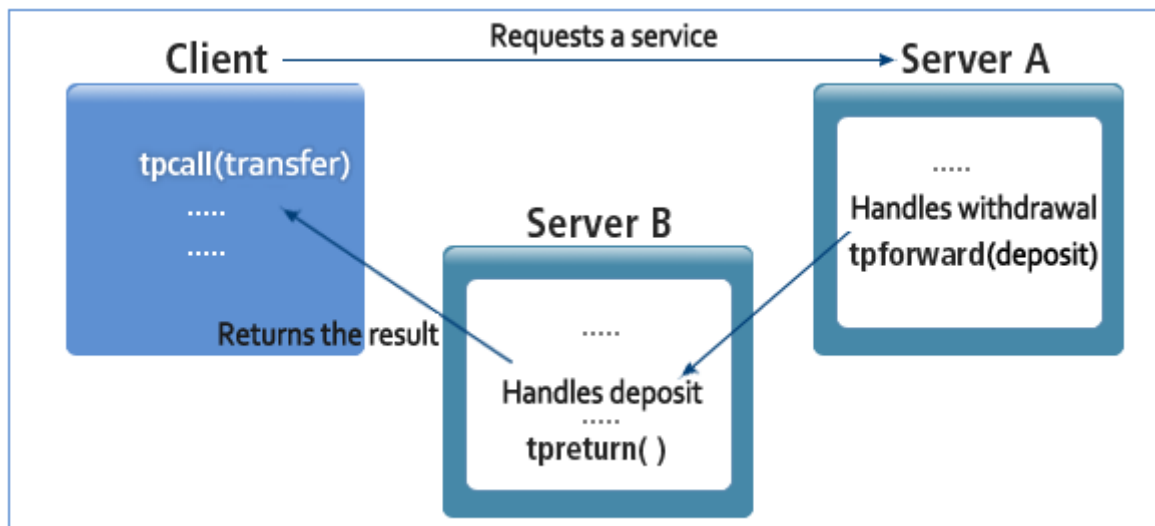 Requests a service
Client
Server A
tpcall(transfer)
.....
.....
.....
Handles withdrawal
tpforward(deposit)
Server B
Returns the result
.....
Handles deposit
.....
tpreturn( )